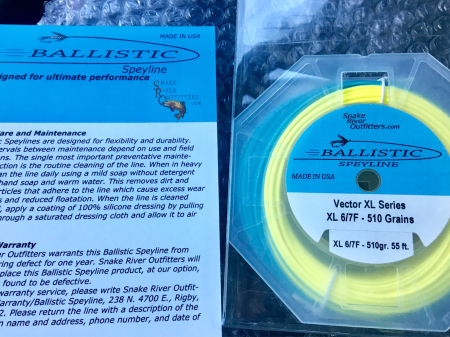 MADE IN USA
BALLISTIC
Speyline
igned for ultimate performance
SNAKE
RIVER
OUTFITTERS
.COM
are and Maintenance
c Speylines are designed for flexibility and durability.
ervals between maintenance depend on use and field
ns. The single most important preventative mainte-
ction is the routine cleaning of the line. When in heavy
an the line daily using a mild soap without detergent
hand soap and warm water. This removes dirt and
rticles that adhere to the line which cause excess wear
s and reduced floatation. When the line is cleaned
, apply a coating of 100% silicone dressing by pulling
hrough a saturated dressing cloth and allow it to air
Warranty
er Outfitters warrants this Ballistic Speyline from
ring defect for one year. Snake River Outfitters will
place this Ballistic Speyline product, at our option,
found to be defective.
warranty service, please write Snake River Outfit-
Warranty/Ballistic Speyline, 238 N. 4700 E., Rigby,
2. Please return the line with a description of the
n name and address, phone number, and date of
Snake
River
Outfitters.com
BALLISTIC
SPEYLINE
MADE IN USA
Vector XL Series
XL 6/7F - 510 Grains
XL 6/7F - 510gr. 55 ft.